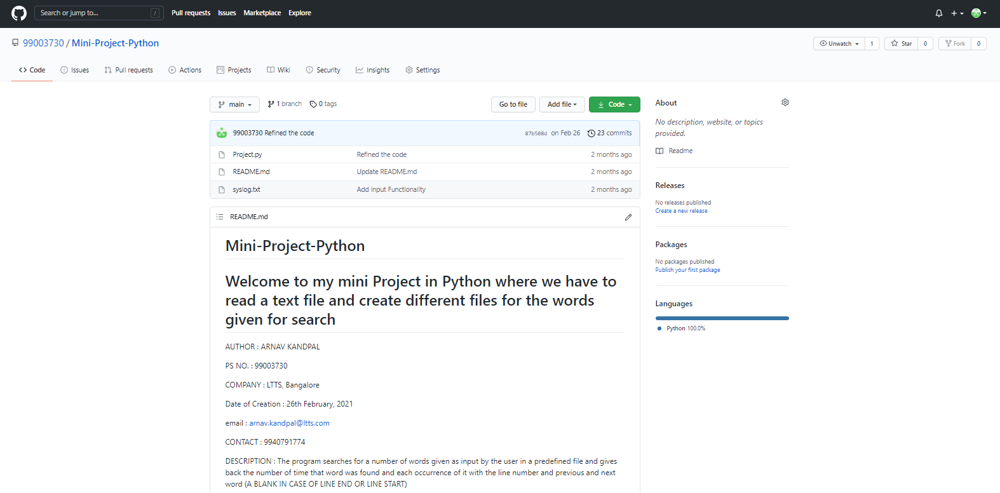 Search or jump to... /
Pull requests Issues Marketplace Explore
99003730 / Mini-Project-Python
Unwatch 1 Star 0 Fork 0
Code Issues Pull requests Actions Projects Wiki Security Insights Settings
main 1 branch 0 tags Go to file Add file Code
99003730 Refined the code 87b508d on Feb 26 23 commits
Project.py Refined the code 2 months ago
README.md Update README.md 2 months ago
syslog.txt Add input Functionality 2 months ago
README.md
Mini-Project-Python
Welcome to my mini Project in Python where we have to
read a text file and create different files for the words
given for search
AUTHOR : ARNAV KANDPAL
PS NO. : 99003730
COMPANY : LTTS, Bangalore
Date of Creation : 26th February, 2021
email : arnav.kandpal@ltts.com
CONTACT : 9940791774
DESCRIPTION : The program searches for a number of words given as input by the user in a predefined file and gives
back the number of time that word was found and each occurrence of it with the line number and previous and next
word (A BLANK IN CASE OF LINE END OR LINE START)
About
No description, website, or topics
provided.
Readme
Releases
No releases published
Create a new release
Packages
No packages published
Publish your first package
Languages
Python 100.0%